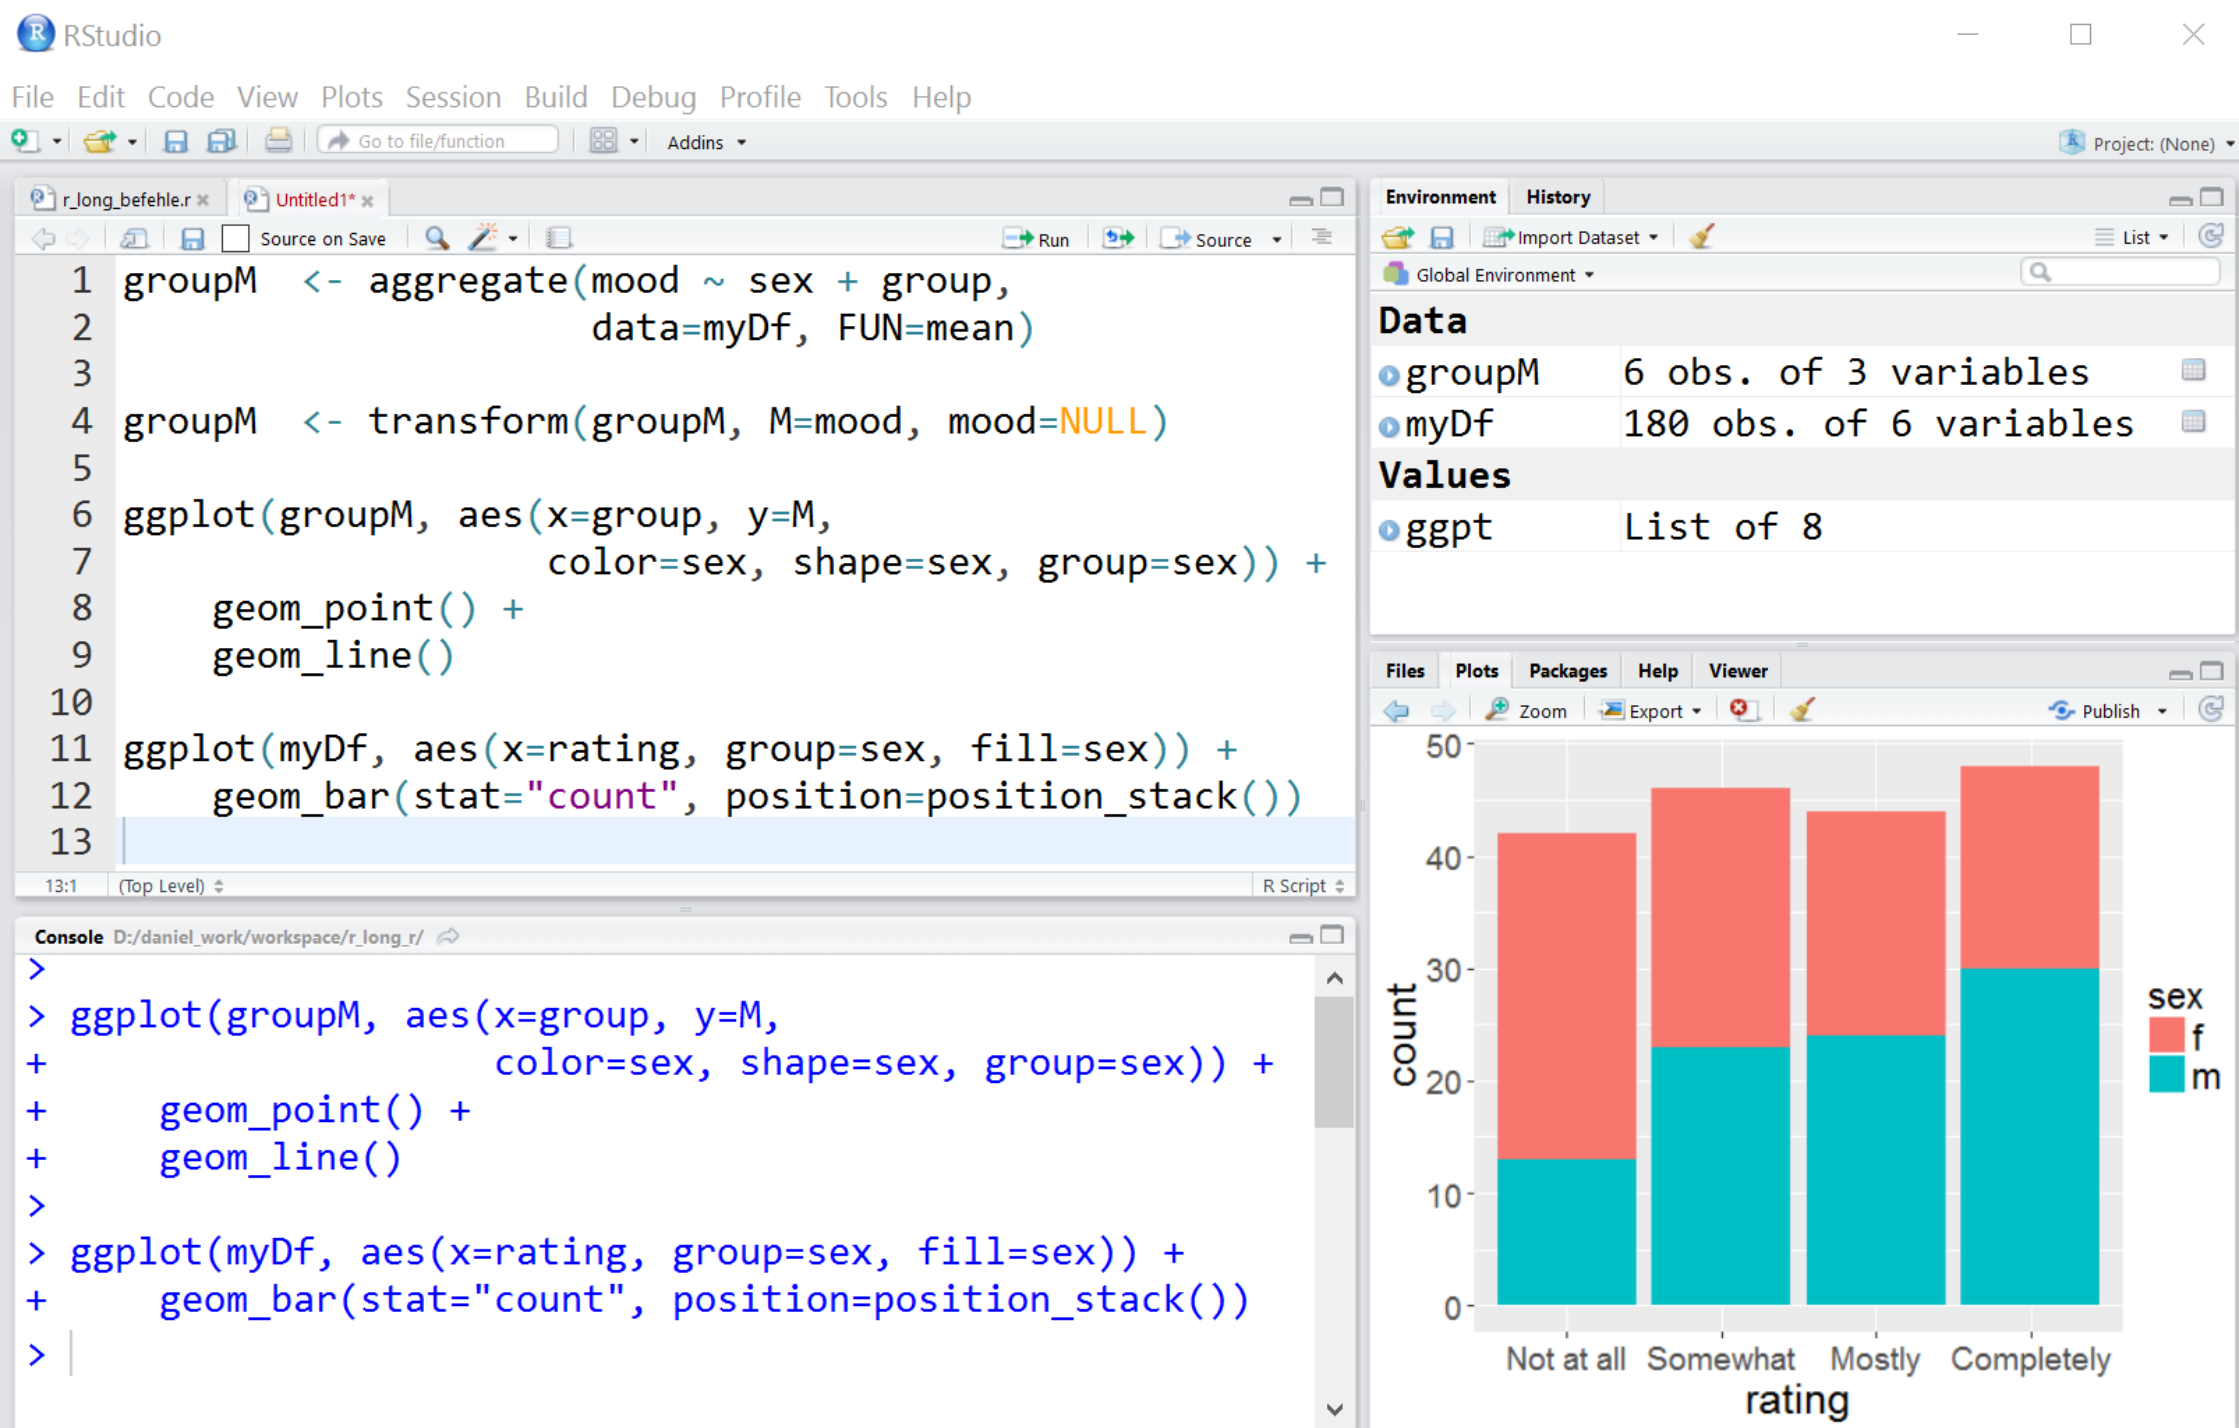 RStudio
File Edit Code View Plots Session Build Debug Profile Tools Help
Go to file/function Addins Project: (None)
r_long_befehle.r Untitled1*
Source on Save Run Source
1 groupM  <- aggregate(mood ~ sex + group,
2                      data=myDf, FUN=mean)
3
4 groupM  <- transform(groupM, M=mood, mood=NULL)
5
6 ggplot(groupM, aes(x=group, y=M,
7                    color=sex, shape=sex, group=sex)) +
8     geom_point() +
9     geom_line()
10
11 ggplot(myDf, aes(x=rating, group=sex, fill=sex)) +
12     geom_bar(stat="count", position=position_stack())
13
13:1 (Top Level) R Script
Console D:/daniel_work/workspace/r_long_r/
>
> ggplot(groupM, aes(x=group, y=M,
+                    color=sex, shape=sex, group=sex)) +
+     geom_point() +
+     geom_line()
>
> ggplot(myDf, aes(x=rating, group=sex, fill=sex)) +
+     geom_bar(stat="count", position=position_stack())
>
Environment History
Import Dataset List
Global Environment
Data
groupM 6 obs. of 3 variables
myDf 180 obs. of 6 variables
Values
ggpt List of 8
Files Plots Packages Help Viewer
Zoom Export Publish
50
40
30
20
10
0
count
Not at all Somewhat Mostly Completely
rating
sex
f
m